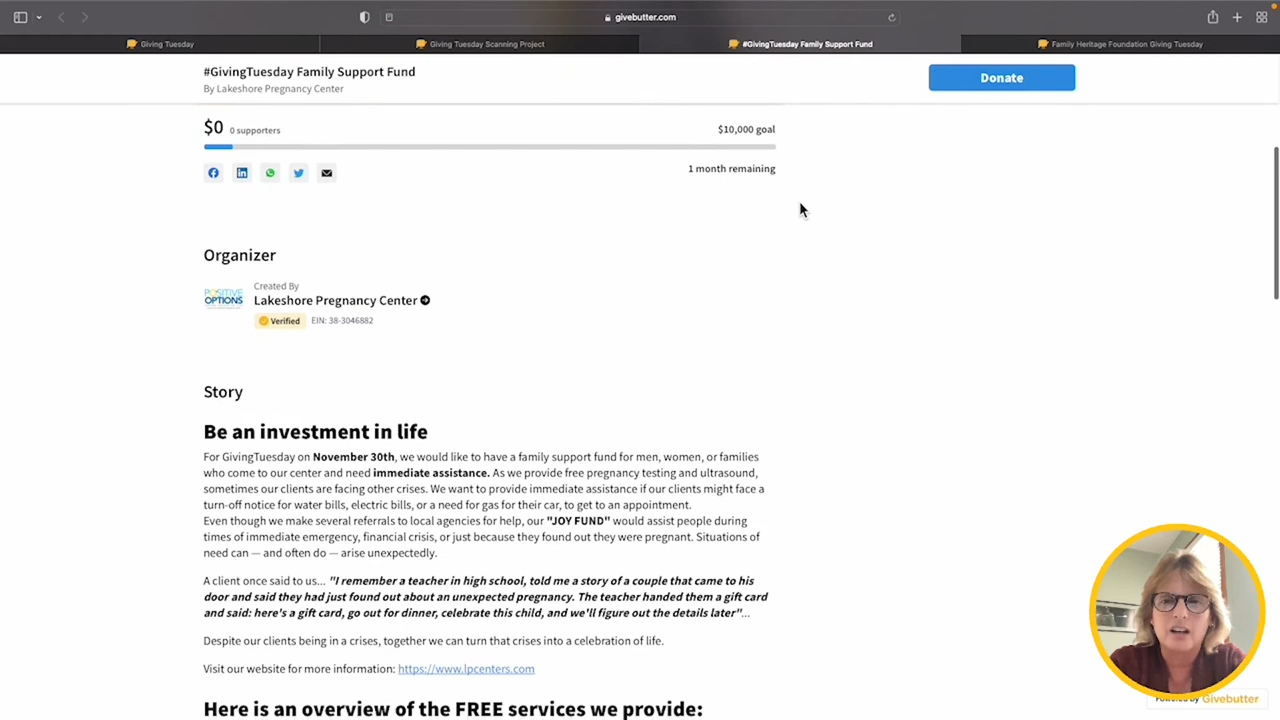 givebutter.com
Giving Tuesday
Giving Tuesday Scanning Project
#GivingTuesday Family Support Fund
Family Heritage Foundation Giving Tuesday
#GivingTuesday Family Support Fund
By Lakeshore Pregnancy Center
Donate
$0 0 supporters
$10,000 goal
1 month remaining
Organizer
POSITIVE
OPTIONS
Created By
Lakeshore Pregnancy Center
Verified EIN: 38-3046882
Story
Be an investment in life
For GivingTuesday on November 30th, we would like to have a family support fund for men, women, or families
who come to our center and need immediate assistance. As we provide free pregnancy testing and ultrasound,
sometimes our clients are facing other crises. We want to provide immediate assistance if our clients might face a
turn-off notice for water bills, electric bills, or a need for gas for their car, to get to an appointment.
Even though we make several referrals to local agencies for help, our "JOY FUND" would assist people during
times of immediate emergency, financial crisis, or just because they found out they were pregnant. Situations of
need can — and often do — arise unexpectedly.
A client once said to us... "I remember a teacher in high school, told me a story of a couple that came to his
door and said they had just found out about an unexpected pregnancy. The teacher handed them a gift card
and said: here's a gift card, go out for dinner, celebrate this child, and we'll figure out the details later"...
Despite our clients being in a crises, together we can turn that crises into a celebration of life.
Visit our website for more information: https://www.lpcenters.com
Here is an overview of the FREE services we provide:
Powered by Givebutter